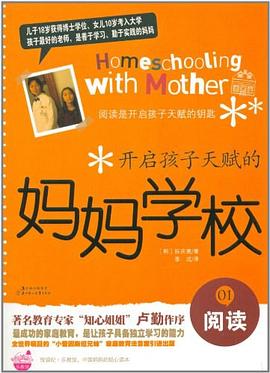 儿子18岁获得博士学位、女儿10岁考入大学
孩子最好的老师,是善于学习、勤于实践的妈妈
Homeschooling
with Mother
阅读是开启孩子天赋的钥匙
开启孩子天赋的
妈妈学校
01
阅读
著名教育专家“知心姐姐”卢勤作序
最成功的家庭教育,是让孩子具备独立学习的能力